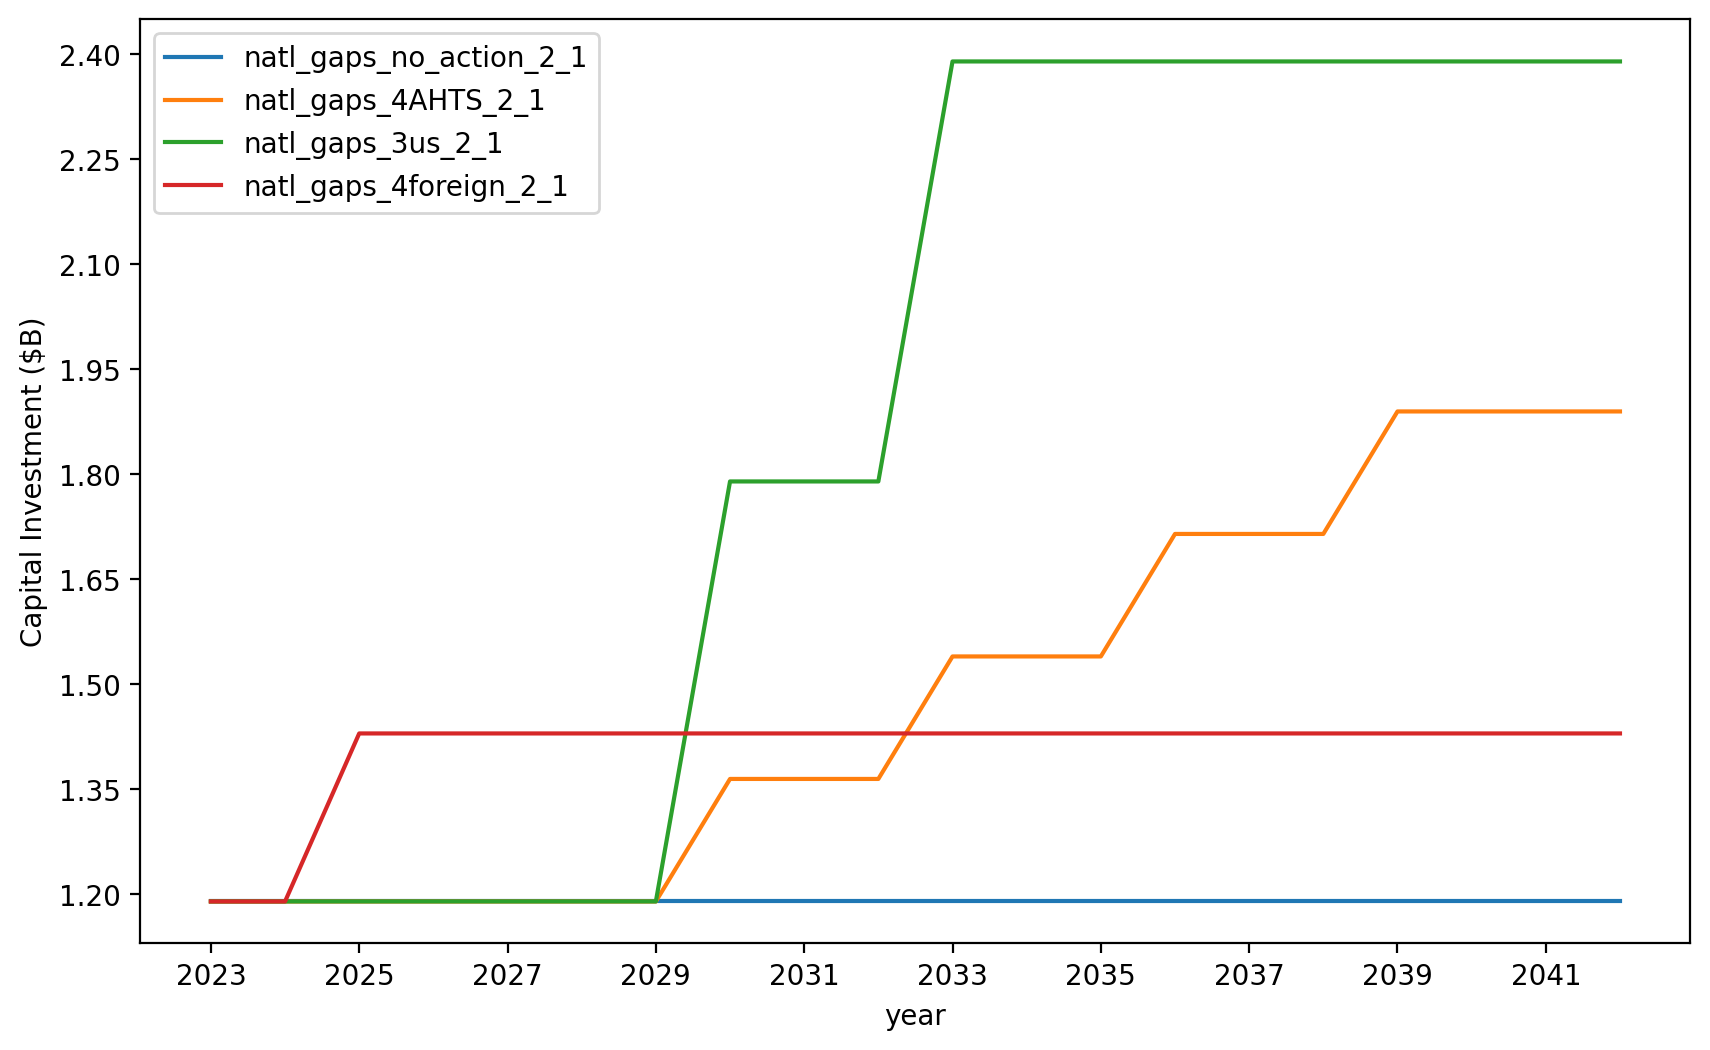 natl_gaps_no_action_2_1
natl_gaps_4AHTS_2_1
natl_gaps_3us_2_1
natl_gaps_4foreign_2_1
2.40
2.25
2.10
1.95
1.80
1.65
1.50
1.35
1.20
Capital Investment ($B)
2023 2025 2027 2029 2031 2033 2035 2037 2039 2041
year